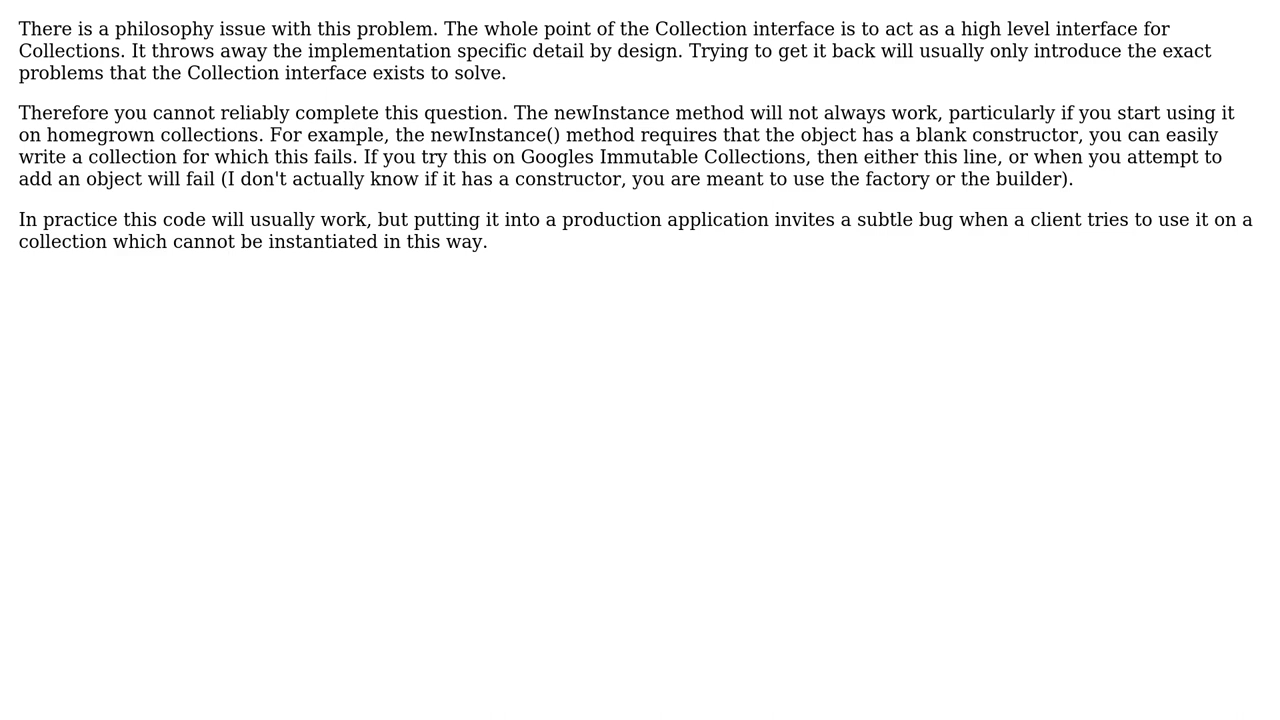 There is a philosophy issue with this problem. The whole point of the Collection interface is to act as a high level interface for
Collections. It throws away the implementation specific detail by design. Trying to get it back will usually only introduce the exact
problems that the Collection interface exists to solve.
Therefore you cannot reliably complete this question. The newInstance method will not always work, particularly if you start using it
on homegrown collections. For example, the newInstance() method requires that the object has a blank constructor, you can easily
write a collection for which this fails. If you try this on Googles Immutable Collections, then either this line, or when you attempt to
add an object will fail (I don't actually know if it has a constructor, you are meant to use the factory or the builder).
In practice this code will usually work, but putting it into a production application invites a subtle bug when a client tries to use it on a
collection which cannot be instantiated in this way.